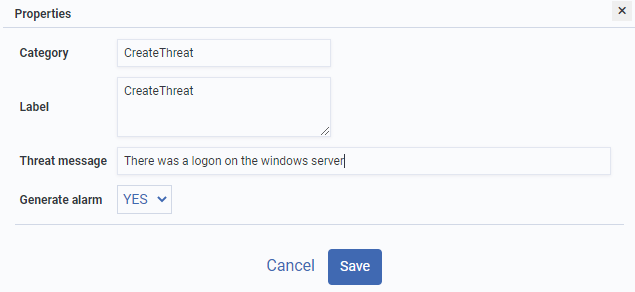 Properties
×
Category CreateThreat
Label CreateThreat
Threat message There was a logon on the windows server
Generate alarm YES
Cancel Save